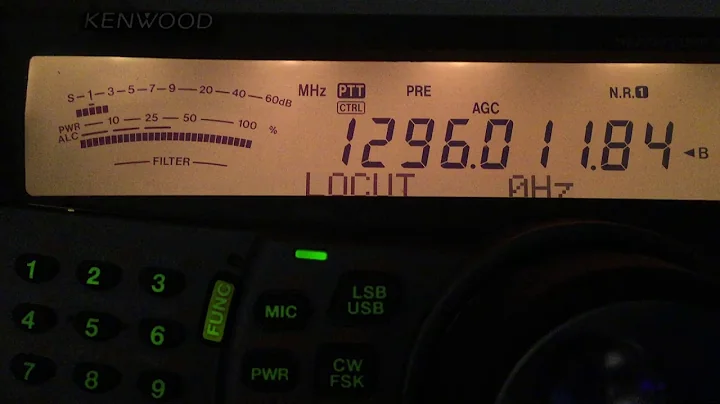 KENWOOD
S 1 3 5 7 9 20 40 60dB
MHz PTT PRE N.R.1
CTRL AGC
PWR 10 25 50 100 %
ALC
1296.011.84 ◄B
FILTER
LOCUT 0Hz
1 2 3
LSB
USB
FUNC
MIC
4 5 6
CW
FSK
PWR
7 8 9